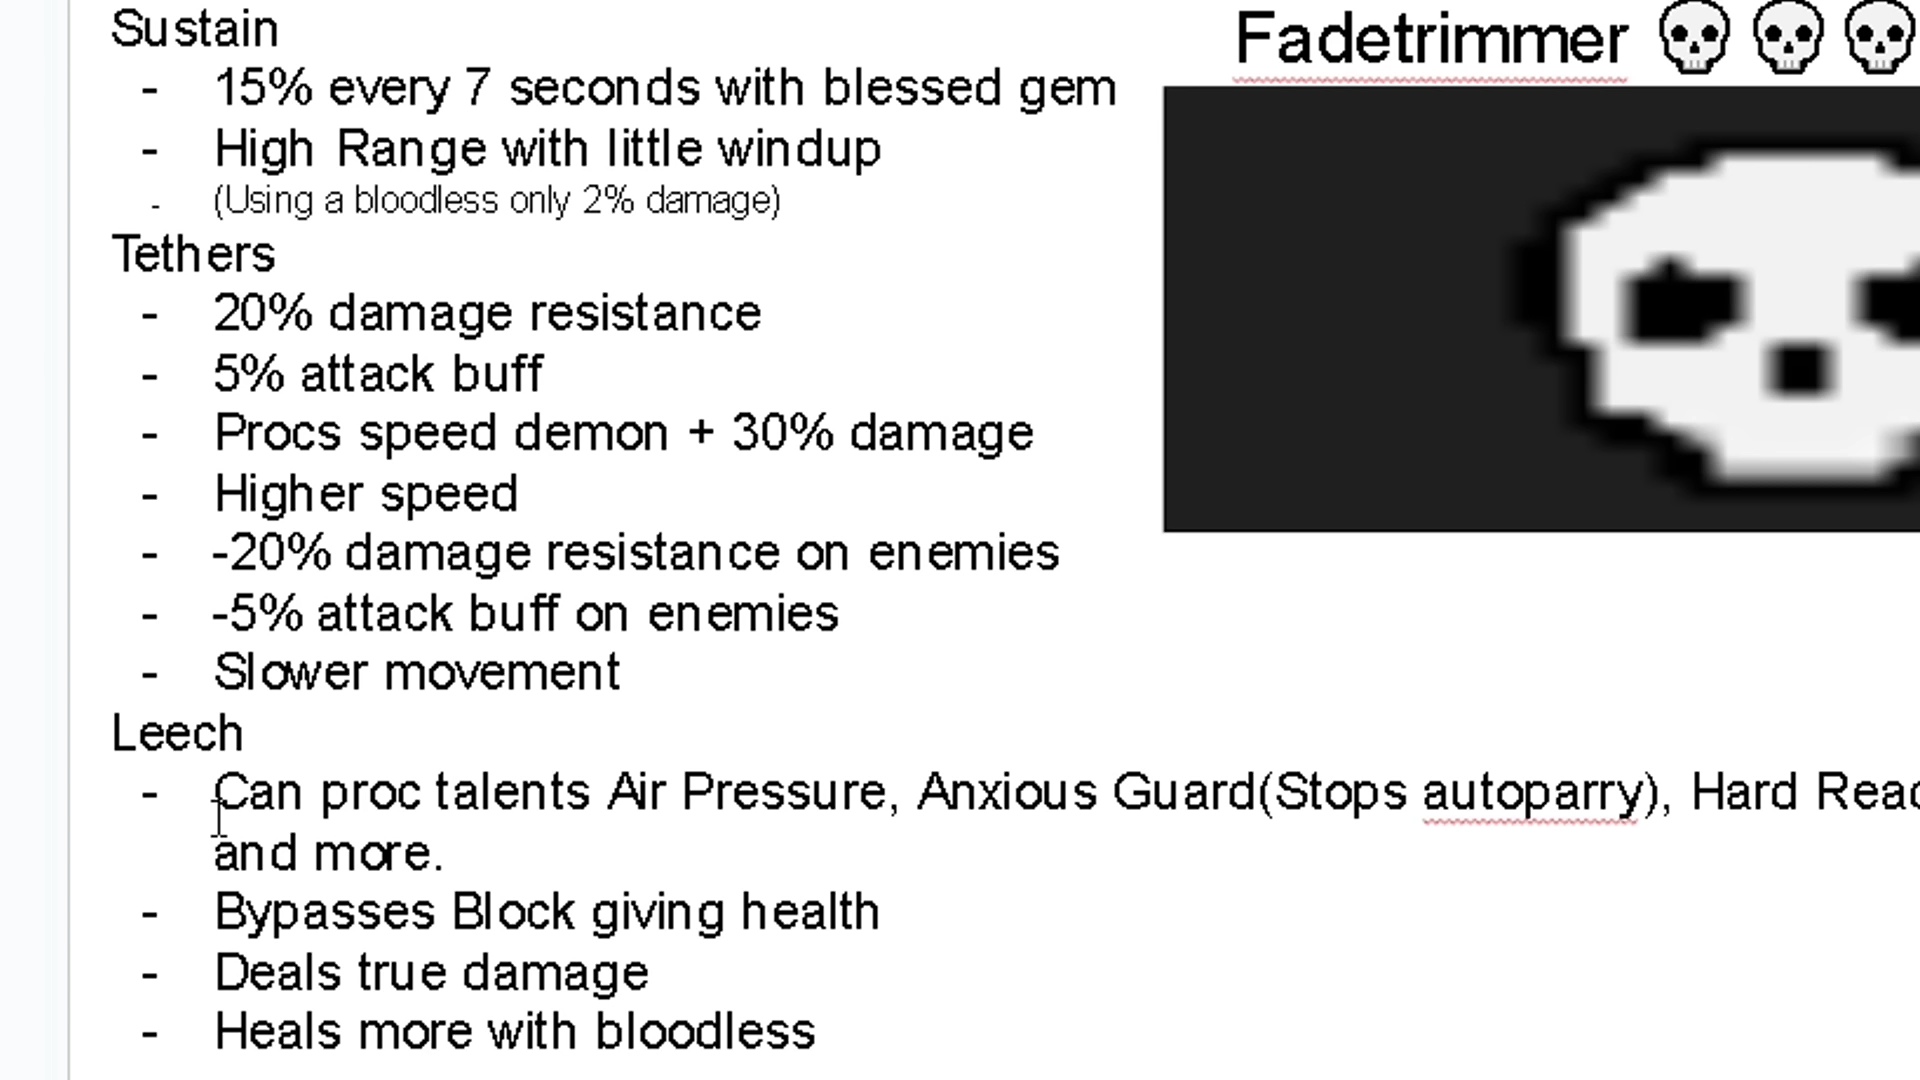 Sustain
- 15% every 7 seconds with blessed gem
- High Range with little windup
- (Using a bloodless only 2% damage)
Tethers
- 20% damage resistance
- 5% attack buff
- Procs speed demon + 30% damage
- Higher speed
- -20% damage resistance on enemies
- -5% attack buff on enemies
- Slower movement
Leech
- Can proc talents Air Pressure, Anxious Guard(Stops autoparry), Hard
and more.
- Bypasses Block giving health
- Deals true damage
- Heals more with bloodless
Fadetrimmer 💀💀💀